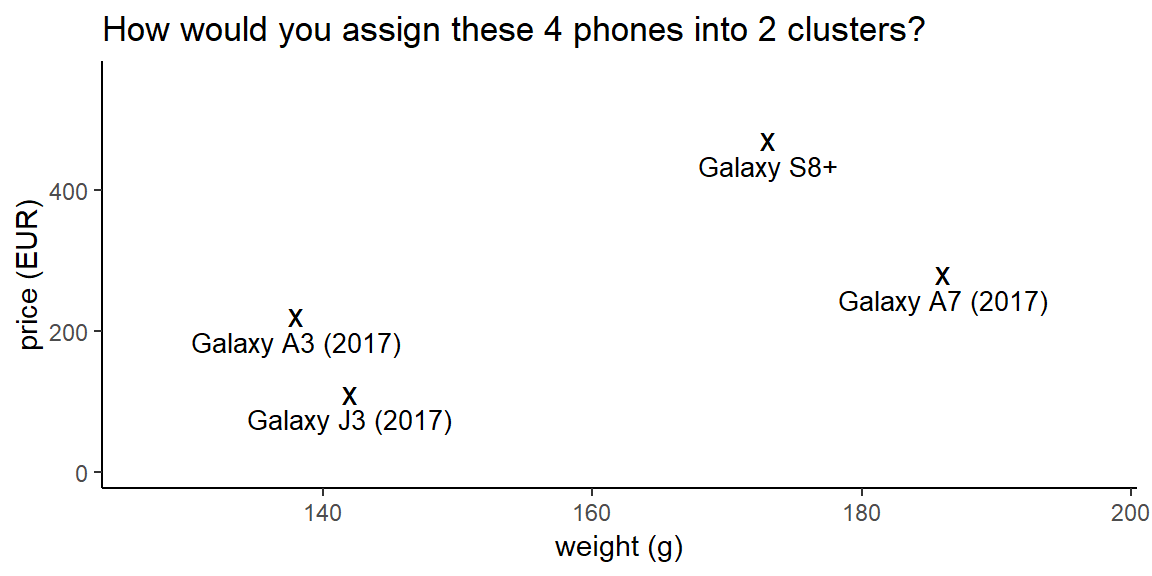 How would you assign these 4 phones into 2 clusters?
price (EUR)
400
200
0
x
Galaxy S8+
x
Galaxy A7 (2017)
x
Galaxy A3 (2017)
x
Galaxy J3 (2017)
140 160 180 200
weight (g)